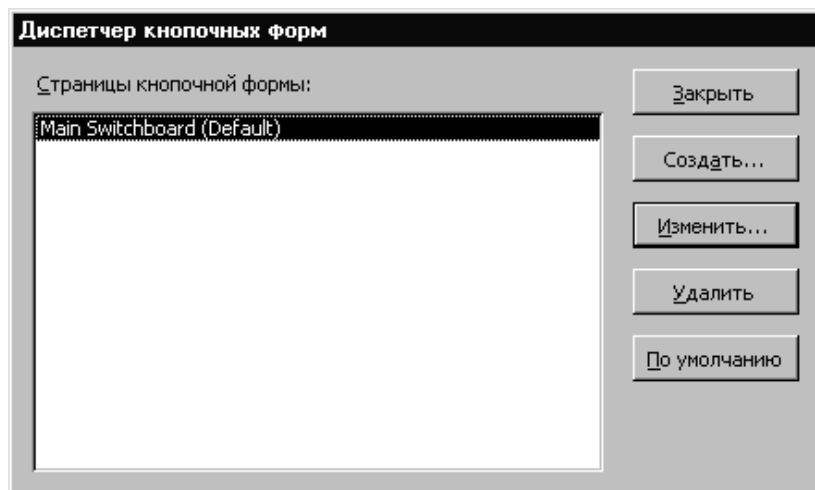 Диспетчер кнопочных форм
Страницы кнопочной формы:
Main Switchboard (Default)
Закрыть
Создать...
Изменить...
Удалить
По умолчанию